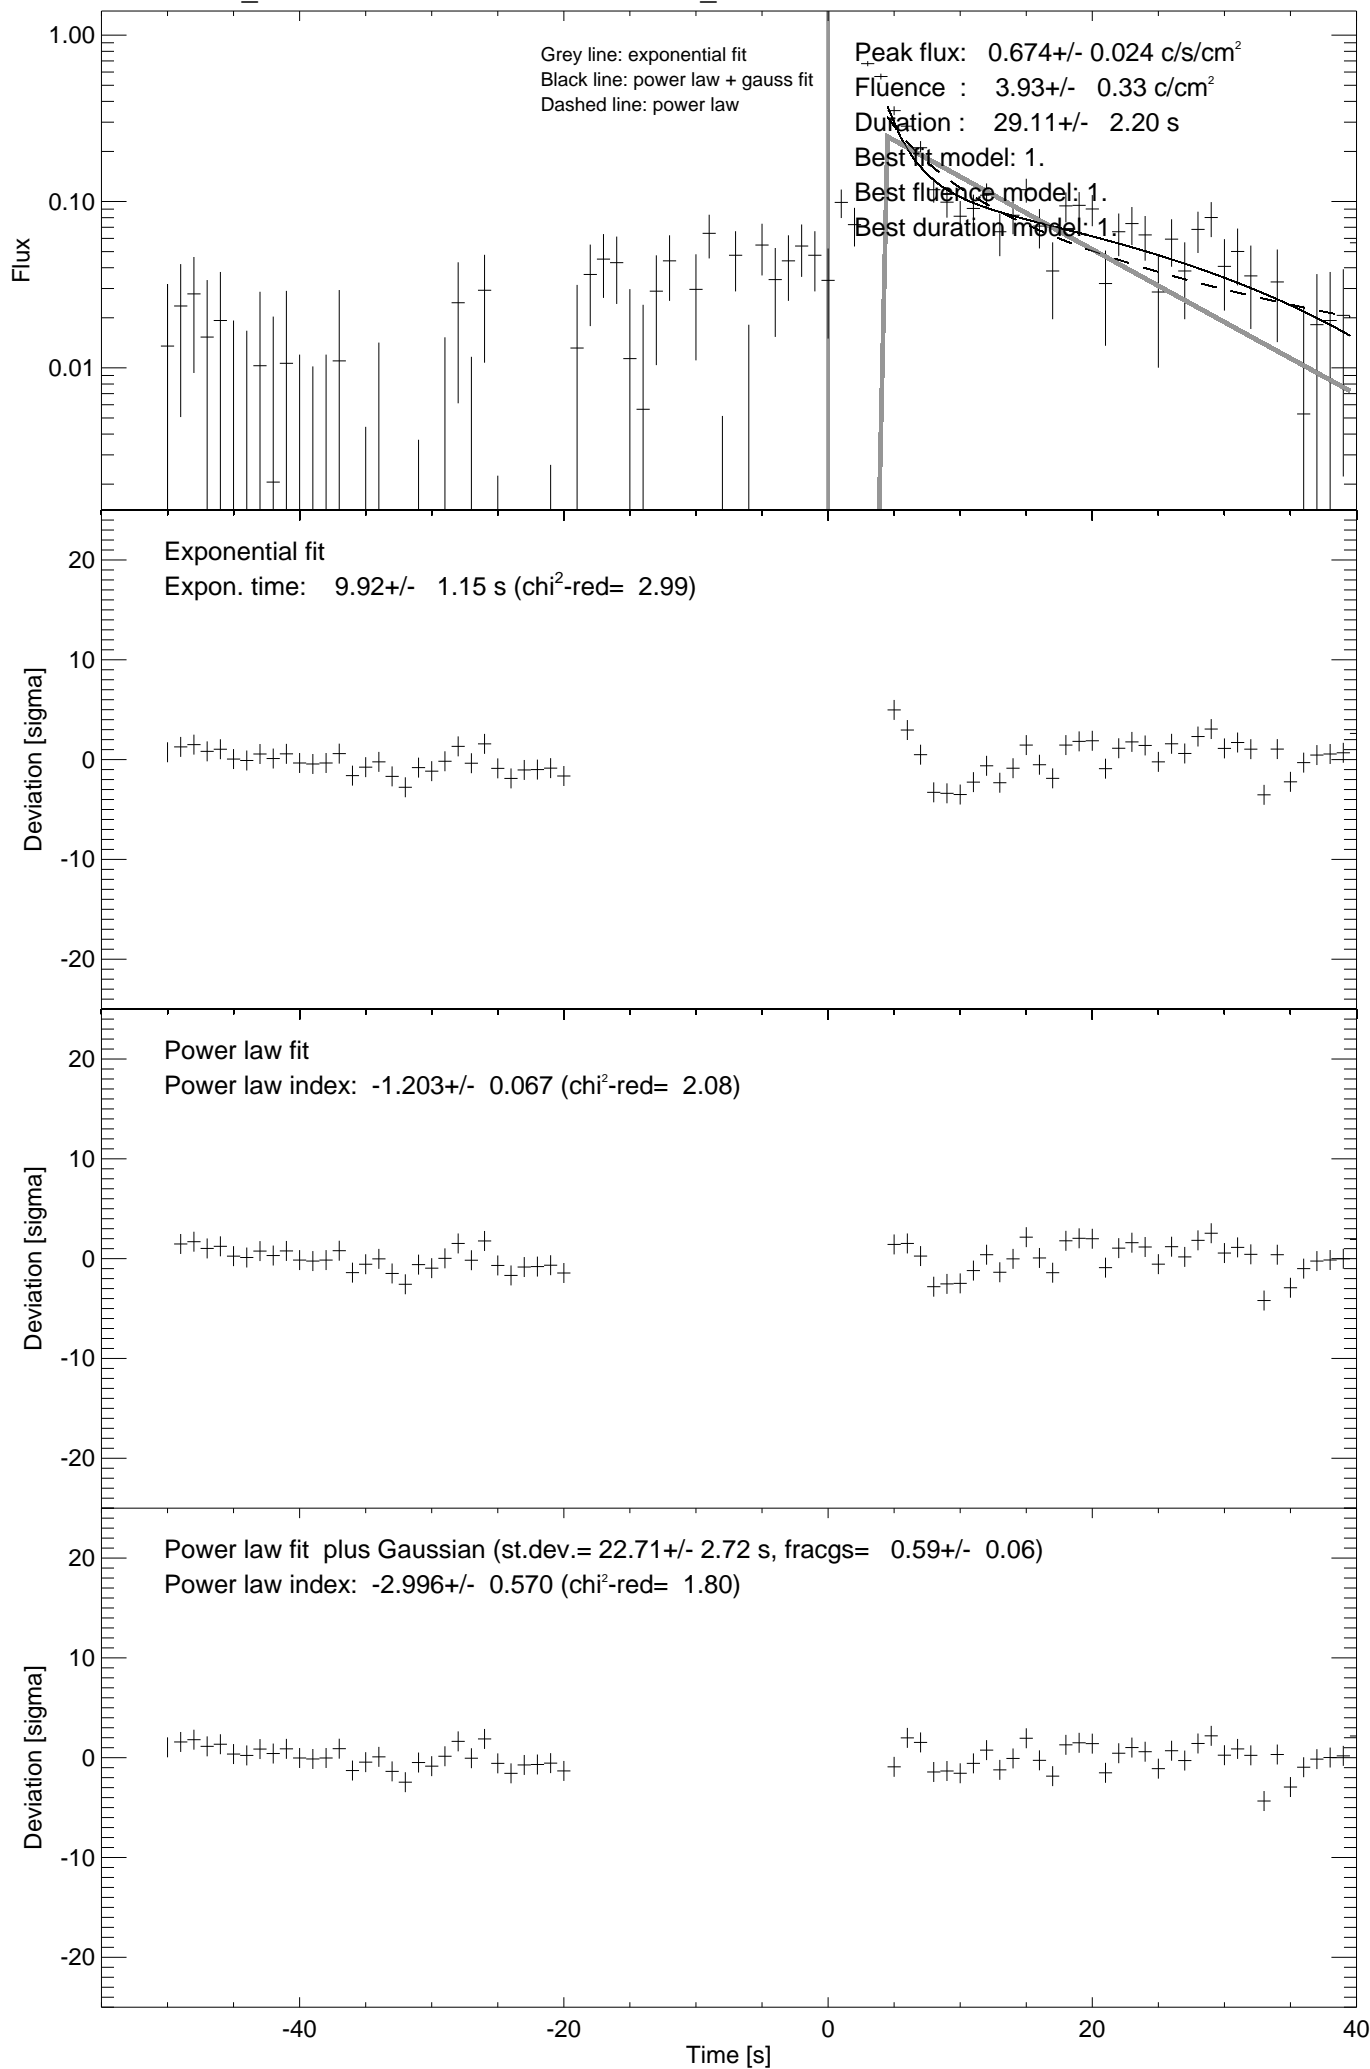 1.00
0.10
0.01
Flux
Grey line: exponential fit
Black line: power law + gauss fit
Dashed line: power law
Peak flux: 0.674+/- 0.024 c/s/cm²
Fluence : 3.93+/- 0.33 c/cm²
Duration : 29.11+/- 2.20 s
Best fit model: 1.
Best fluence model: 1.
Best duration model: 1.
Exponential fit
Expon. time: 9.92+/- 1.15 s (chi²-red= 2.99)
20
10
0
-10
-20
Deviation [sigma]
Power law fit
Power law index: -1.203+/- 0.067 (chi²-red= 2.08)
20
10
0
-10
-20
Deviation [sigma]
Power law fit plus Gaussian (st.dev.= 22.71+/- 2.72 s, fracgs= 0.59+/- 0.06)
Power law index: -2.996+/- 0.570 (chi²-red= 1.80)
20
10
0
-10
-20
Deviation [sigma]
-40 -20 0 20 40
Time [s]